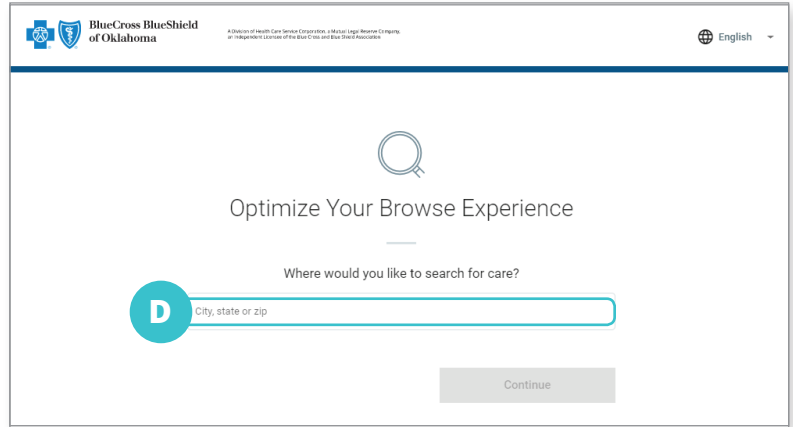 BlueCross BlueShield
of Oklahoma
A Division of Health Care Service Corporation, a Mutual Legal Reserve Company,
an Independent Licensee of the Blue Cross and Blue Shield Association
English
Optimize Your Browse Experience
Where would you like to search for care?
D
City, state or zip
Continue